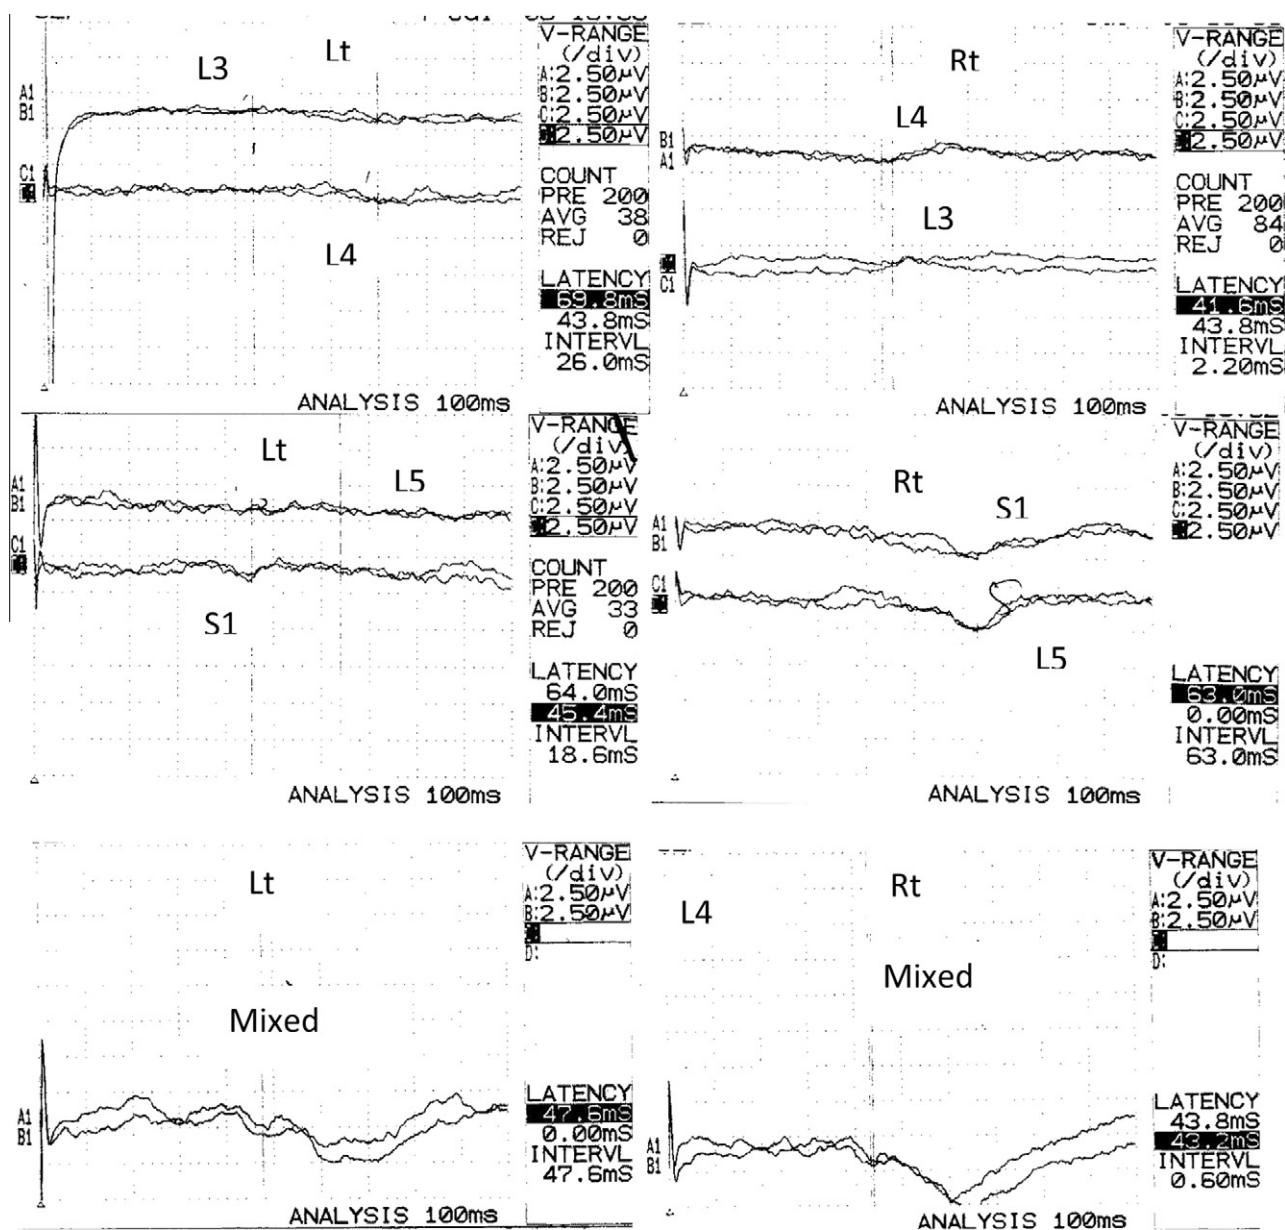 Lt
L3
A1
B1
C1
L4
V-RANGE
(/div)
A:2.50µV
B:2.50µV
C:2.50µV
2.50µV
COUNT
PRE 200
AVG 38
REJ 0
LATENCY
69.8mS
43.8mS
INTERVL
26.0mS
ANALYSIS 100ms
Rt
L4
B1
A1
L3
C1
V-RANGE
(/div)
A:2.50µV
B:2.50µV
C:2.50µV
2.50µV
COUNT
PRE 200
AVG 84
REJ 0
LATENCY
41.6mS
43.8mS
INTERVL
2.20mS
ANALYSIS 100ms
Lt
L5
A1
B1
C1
S1
V-RANGE
(/div)
A:2.50µV
B:2.50µV
C:2.50µV
2.50µV
COUNT
PRE 200
AVG 33
REJ 0
LATENCY
64.0mS
45.4mS
INTERVL
18.6mS
ANALYSIS 100ms
Rt
S1
A1
B1
C1
L5
V-RANGE
(/div)
A:2.50µV
B:2.50µV
C:2.50µV
2.50µV
LATENCY
63.0mS
0.00mS
INTERVL
63.0mS
ANALYSIS 100ms
Lt
Mixed
A1
B1
V-RANGE
(/div)
A:2.50µV
B:2.50µV
D:
LATENCY
47.6mS
0.00mS
INTERVL
47.6mS
ANALYSIS 100ms
Rt
L4
Mixed
A1
B1
V-RANGE
(/div)
A:2.50µV
B:2.50µV
D:
LATENCY
43.8mS
43.2mS
INTERVL
0.60mS
ANALYSIS 100ms